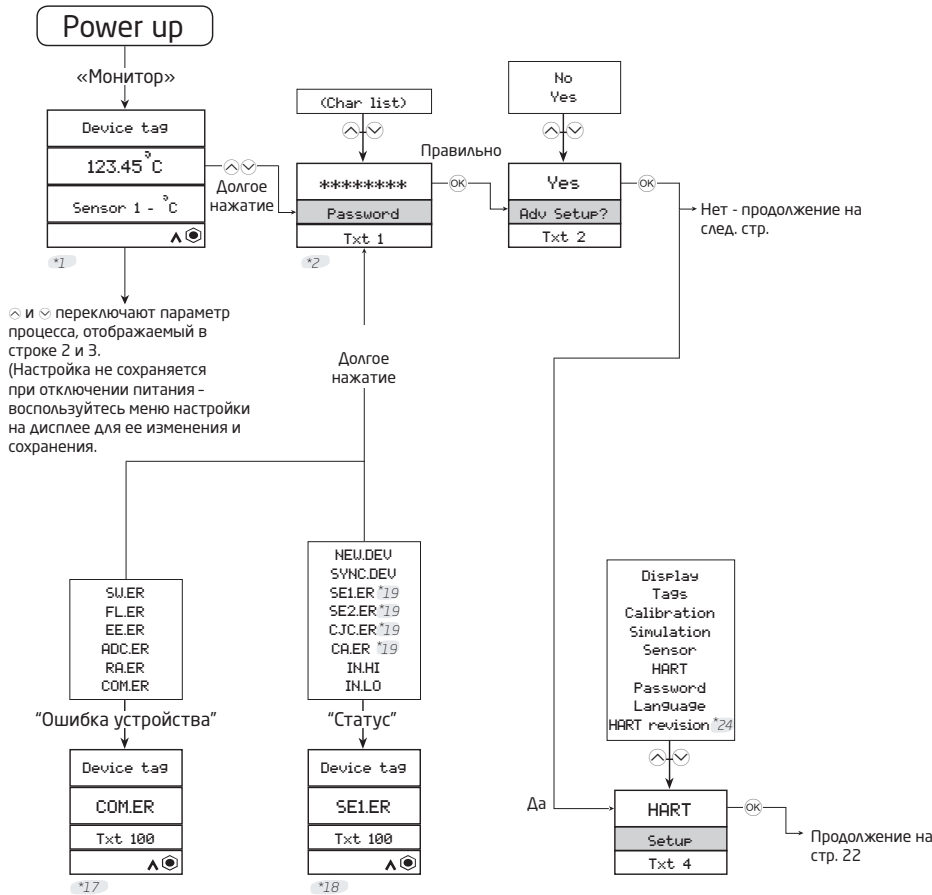 Power up
«Монитор»
Device tag
123.45 °C
Sensor 1 - °C
*1
Долгое
нажатие
(Char list)
********
Password
Txt 1
*2
Правильно
OK
No
Yes
Yes
Adv Setup?
Txt 2
OK
Нет - продолжение на
след. стр.
и переключают параметр
процесса, отображаемый в
строке 2 и 3.
(Настройка не сохраняется
при отключении питания –
воспользуйтесь меню настройки
на дисплее для ее изменения и
сохранения.
Долгое
нажатие
SW.ER
FL.ER
EE.ER
ADC.ER
RA.ER
COM.ER
"Ошибка устройства"
Device tag
COM.ER
Txt 100
*17
NEW.DEV
SYNC.DEV
SE1.ER *19
SE2.ER *19
CJC.ER *19
CA.ER *19
IN.HI
IN.LO
"Статус"
Device tag
SE1.ER
Txt 100
*18
Display
Tags
Calibration
Simulation
Sensor
HART
Password
Language
HART revision *24
Да
HART
Setup
Txt 4
OK
Продолжение на
стр. 22